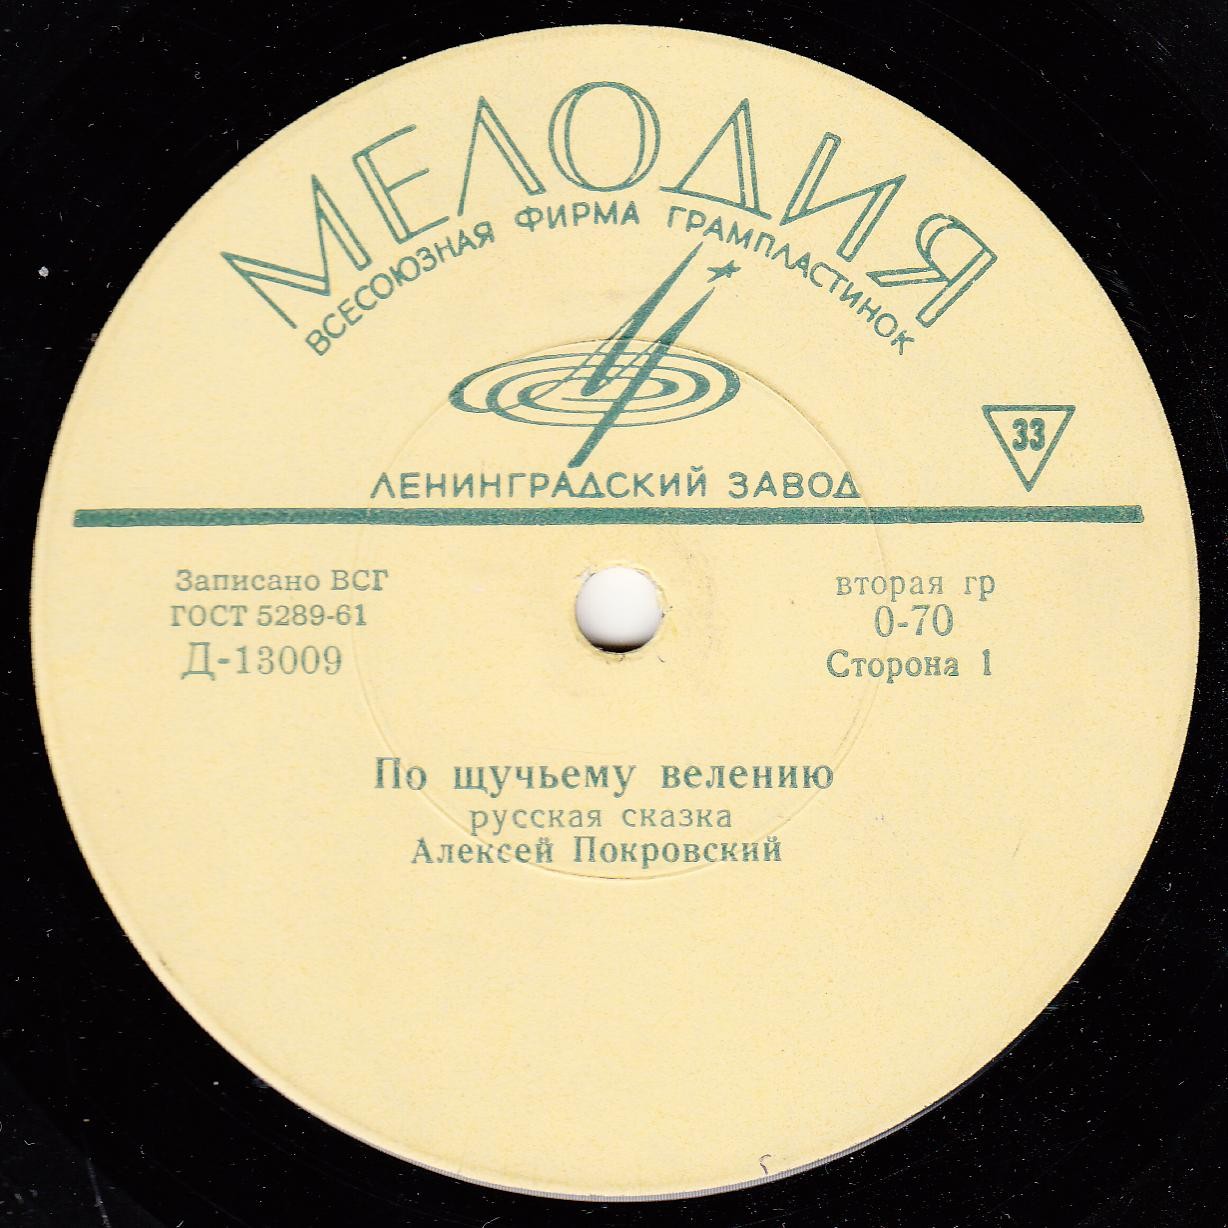 МЕЛОДИЯ
ВСЕСОЮЗНАЯ ФИРМА ГРАМПЛАСТИНОК
33
ЛЕНИНГРАДСКИЙ ЗАВОД
Записано ВСГ
ГОСТ 5289-61
Д-13009
вторая гр
0-70
Сторона 1
По щучьему велению
русская сказка
Алексей Покровский